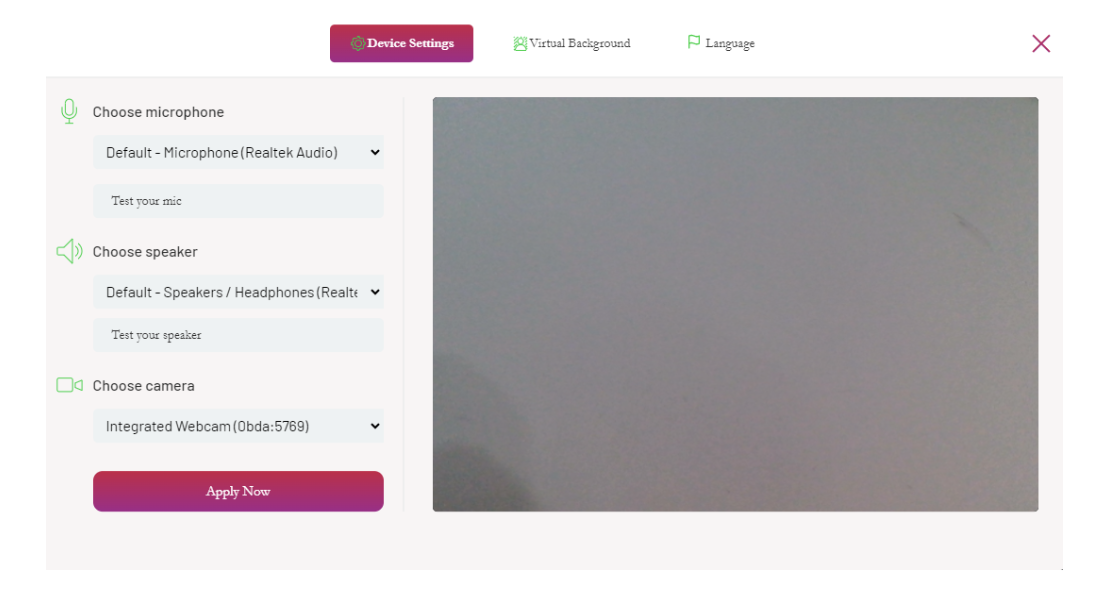 Device Settings
Virtual Background
Language
Choose microphone
Default - Microphone (Realtek Audio)
Test your mic
Choose speaker
Default - Speakers / Headphones (Realte
Test your speaker
Choose camera
Integrated Webcam (0bda:5769)
Apply Now